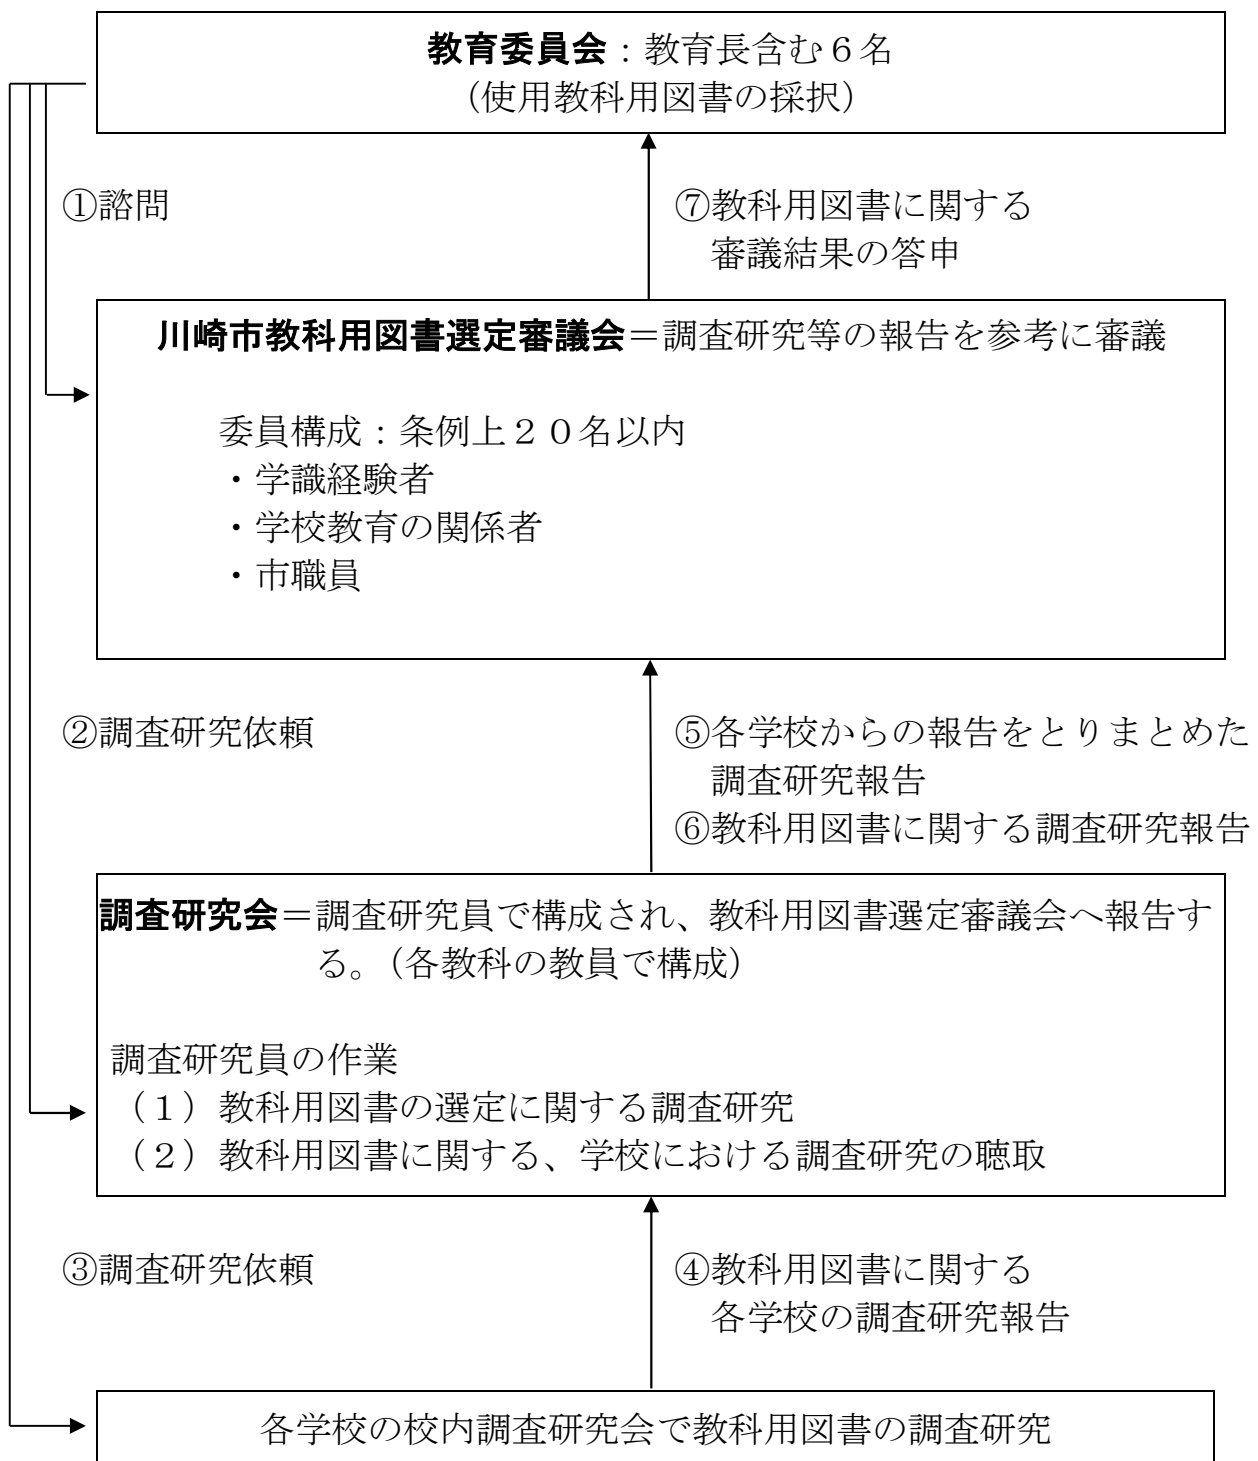 教育委員会：教育長含む６名
（使用教科用図書の採択）
①諮問
⑦教科用図書に関する
審議結果の答申
川崎市教科用図書選定審議会＝調査研究等の報告を参考に審議
委員構成：条例上２０名以内
・学識経験者
・学校教育の関係者
・市職員
②調査研究依頼
⑤各学校からの報告をとりまとめた
調査研究報告
⑥教科用図書に関する調査研究報告
調査研究会＝調査研究員で構成され、教科用図書選定審議会へ報告す
る。（各教科の教員で構成）
調査研究員の作業
（１）教科用図書の選定に関する調査研究
（２）教科用図書に関する、学校における調査研究の聴取
③調査研究依頼
④教科用図書に関する
各学校の調査研究報告
各学校の校内調査研究会で教科用図書の調査研究